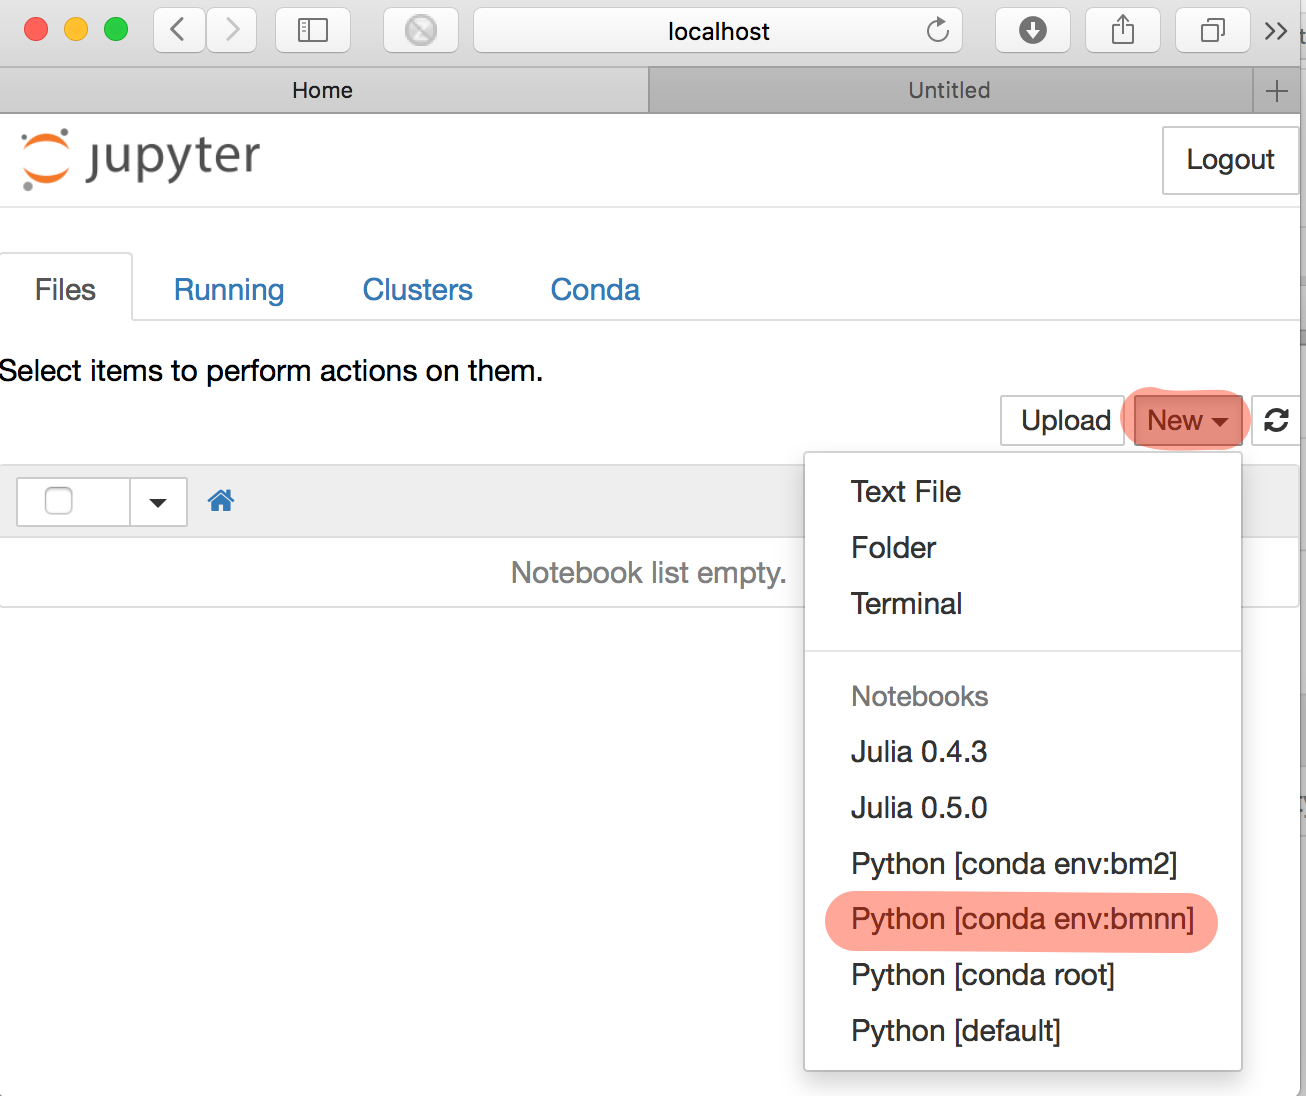 localhost
Home
Untitled
jupyter
Logout
Files
Running
Clusters
Conda
Select items to perform actions on them.
Upload
New
Notebook list empty.
Text File
Folder
Terminal
Notebooks
Julia 0.4.3
Julia 0.5.0
Python [conda env:bm2]
Python [conda env:bmnn]
Python [conda root]
Python [default]